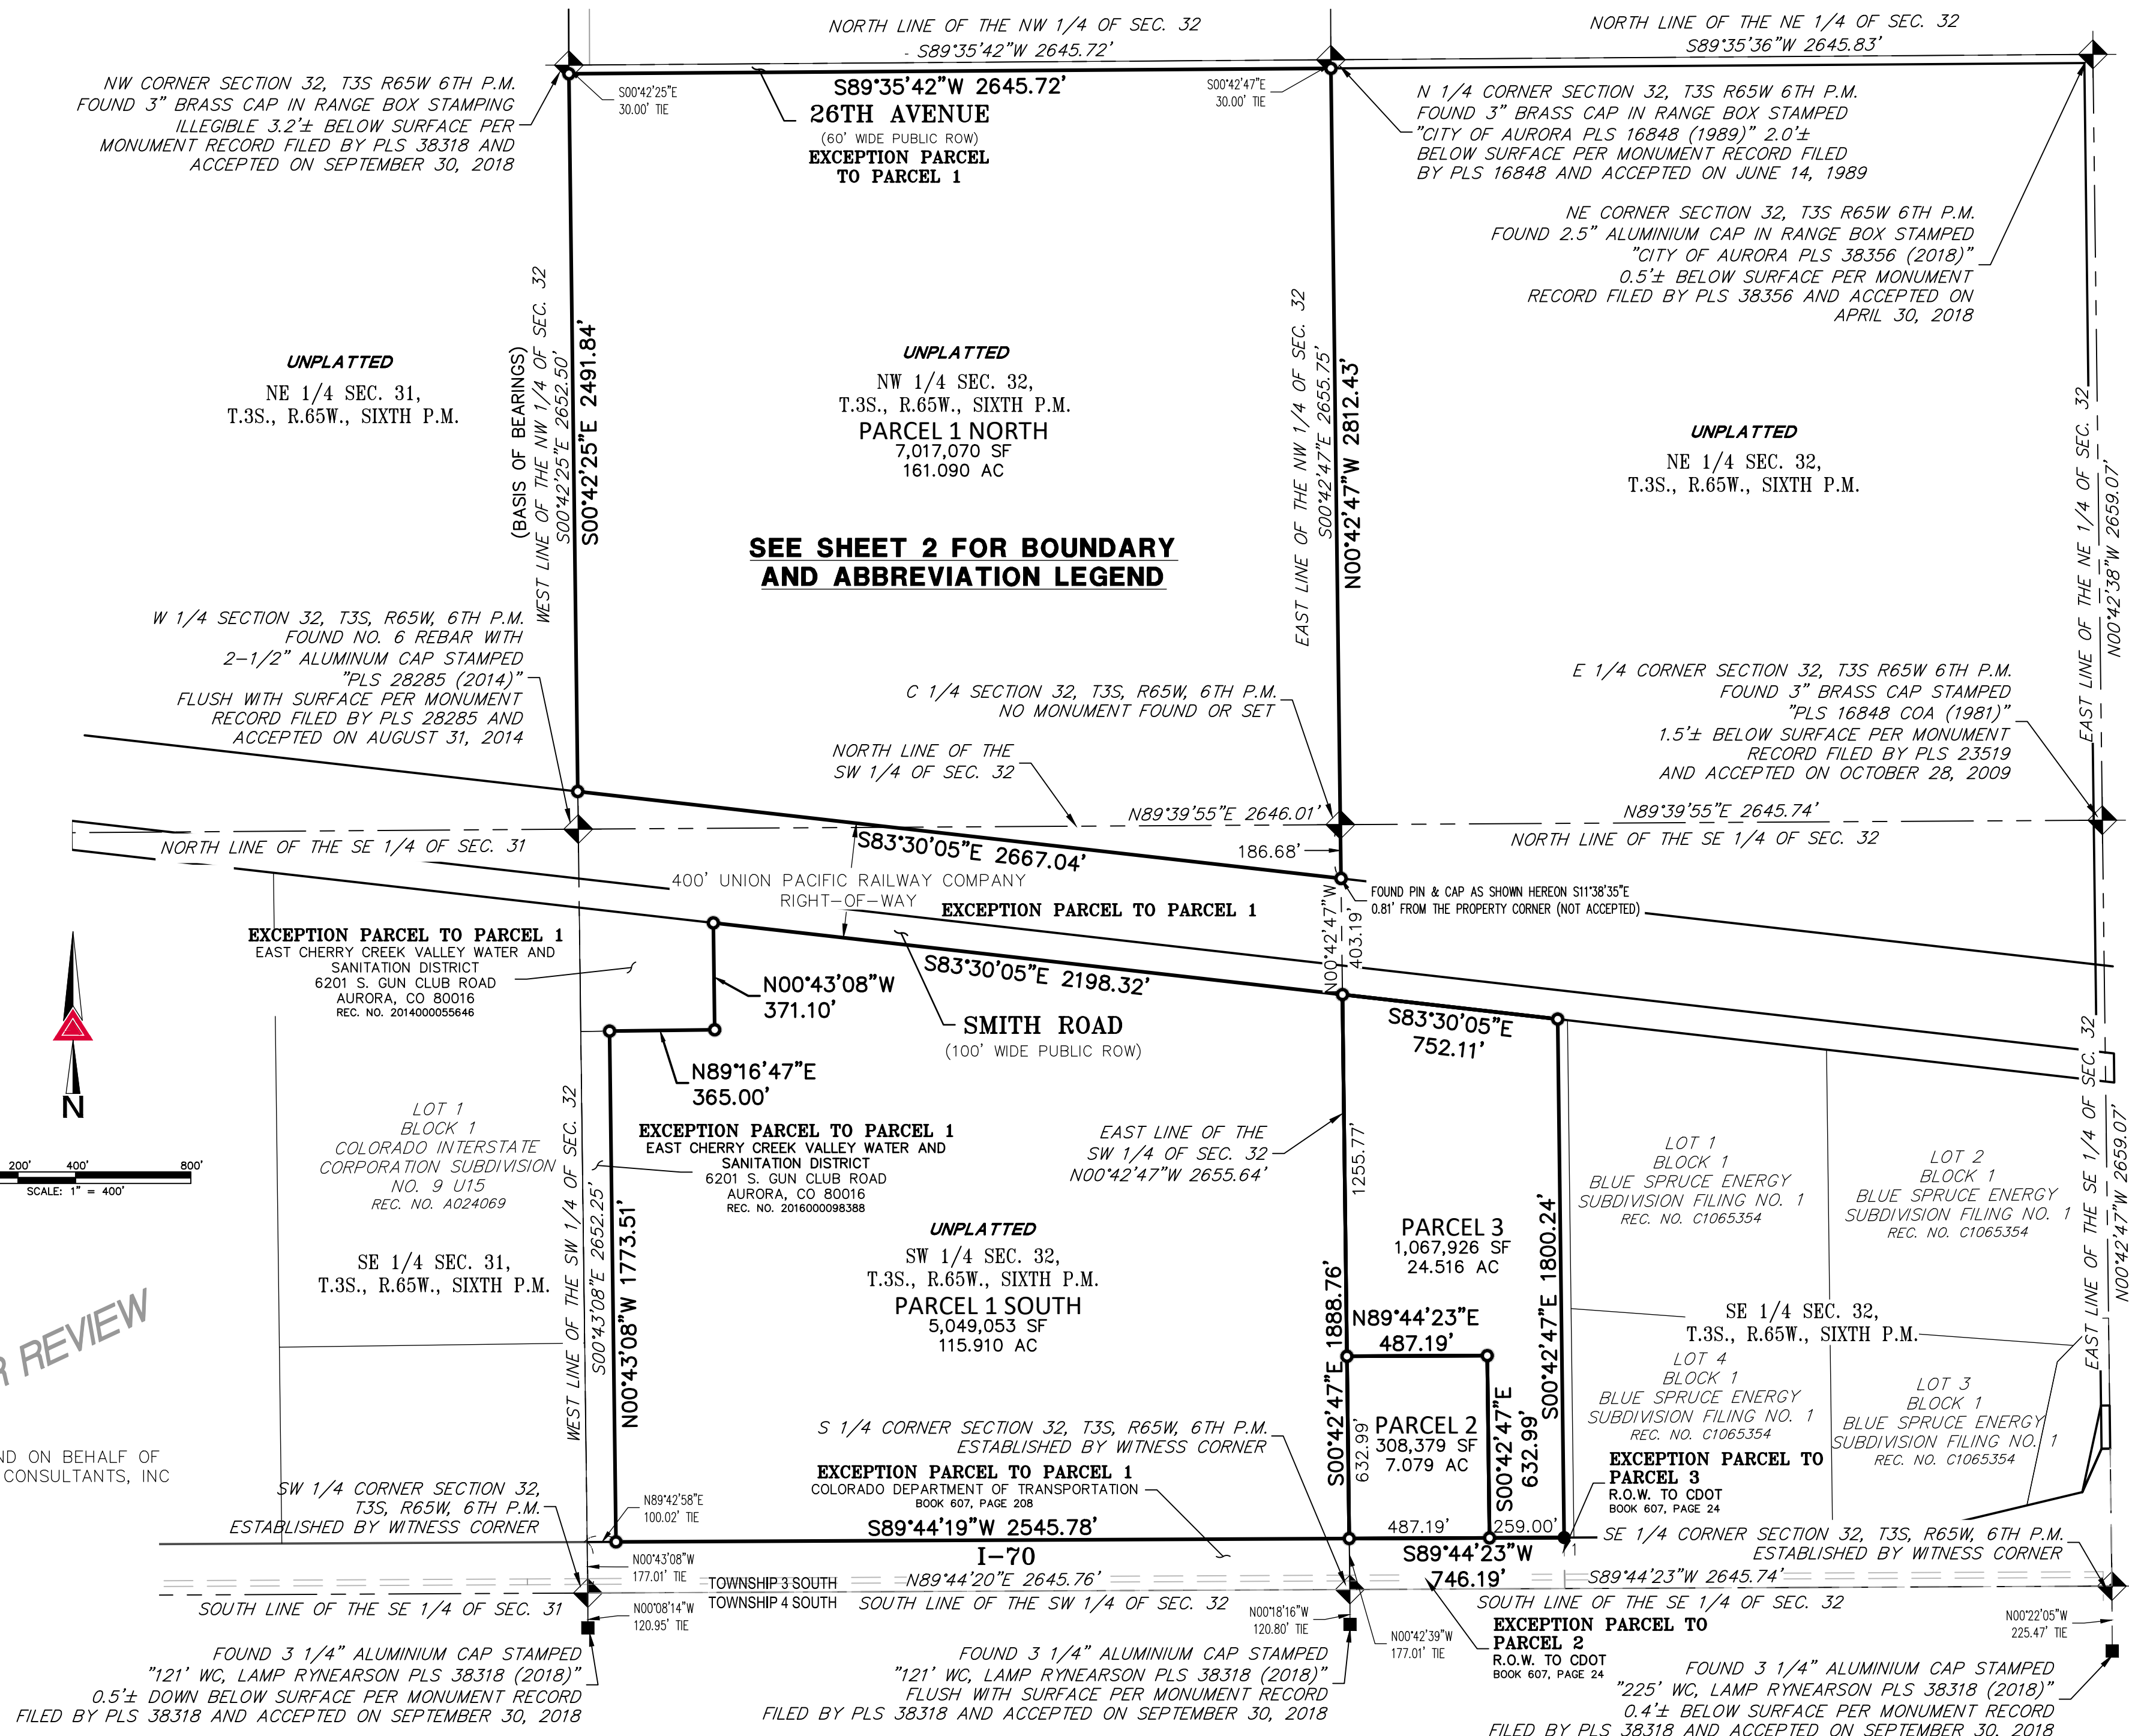 NORTH LINE OF THE NW 1/4 OF SEC. 32
- S89°35'42"W 2645.72'
NORTH LINE OF THE NE 1/4 OF SEC. 32
S89°35'36"W 2645.83'
NW CORNER SECTION 32, T3S R65W 6TH P.M.
FOUND 3" BRASS CAP IN RANGE BOX STAMPING
ILLEGIBLE 3.2'± BELOW SURFACE PER
MONUMENT RECORD FILED BY PLS 38318 AND
ACCEPTED ON SEPTEMBER 30, 2018
S00°42'25"E
30.00' TIE
S89°35'42"W 2645.72'
26TH AVENUE
(60' WIDE PUBLIC ROW)
EXCEPTION PARCEL
TO PARCEL 1
S00°42'47"E
30.00' TIE
N 1/4 CORNER SECTION 32, T3S R65W 6TH P.M.
FOUND 3" BRASS CAP IN RANGE BOX STAMPED
"CITY OF AURORA PLS 16848 (1989)" 2.0'±
BELOW SURFACE PER MONUMENT RECORD FILED
BY PLS 16848 AND ACCEPTED ON JUNE 14, 1989
NE CORNER SECTION 32, T3S R65W 6TH P.M.
FOUND 2.5" ALUMINIUM CAP IN RANGE BOX STAMPED
"CITY OF AURORA PLS 38356 (2018)"
0.5'± BELOW SURFACE PER MONUMENT
RECORD FILED BY PLS 38356 AND ACCEPTED ON
APRIL 30, 2018
UNPLATTED
NE 1/4 SEC. 31,
T.3S., R.65W., SIXTH P.M.
(BASIS OF BEARINGS)
WEST LINE OF THE NW 1/4 OF SEC. 32
S00°42'25"E 2652.50'
S00°42'25"E 2491.84'
UNPLATTED
NW 1/4 SEC. 32,
T.3S., R.65W., SIXTH P.M.
PARCEL 1 NORTH
7,017,070 SF
161.090 AC
EAST LINE OF THE NW 1/4 OF SEC. 32
S00°42'47"E 2655.75'
N00°42'47"W 2812.43'
UNPLATTED
NE 1/4 SEC. 32,
T.3S., R.65W., SIXTH P.M.
EAST LINE OF THE NE 1/4 OF SEC. 32
N00°42'38"W 2659.07'
SEE SHEET 2 FOR BOUNDARY
AND ABBREVIATION LEGEND
W 1/4 SECTION 32, T3S, R65W, 6TH P.M.
FOUND NO. 6 REBAR WITH
2-1/2" ALUMINUM CAP STAMPED
"PLS 28285 (2014)"
FLUSH WITH SURFACE PER MONUMENT
RECORD FILED BY PLS 28285 AND
ACCEPTED ON AUGUST 31, 2014
C 1/4 SECTION 32, T3S, R65W, 6TH P.M.
NO MONUMENT FOUND OR SET
NORTH LINE OF THE
SW 1/4 OF SEC. 32
E 1/4 CORNER SECTION 32, T3S R65W 6TH P.M.
FOUND 3" BRASS CAP STAMPED
"PLS 16848 COA (1981)"
1.5'± BELOW SURFACE PER MONUMENT
RECORD FILED BY PLS 23519
AND ACCEPTED ON OCTOBER 28, 2009
N89°39'55"E 2646.01'
N89°39'55"E 2645.74'
NORTH LINE OF THE SE 1/4 OF SEC. 31
NORTH LINE OF THE SE 1/4 OF SEC. 32
S83°30'05"E 2667.04'
186.68'
400' UNION PACIFIC RAILWAY COMPANY
RIGHT-OF-WAY
EXCEPTION PARCEL TO PARCEL 1
FOUND PIN & CAP AS SHOWN HEREON S11°38'35"E
0.81' FROM THE PROPERTY CORNER (NOT ACCEPTED)
N00°42'47"W
403.19'
EXCEPTION PARCEL TO PARCEL 1
EAST CHERRY CREEK VALLEY WATER AND
SANITATION DISTRICT
6201 S. GUN CLUB ROAD
AURORA, CO 80016
REC. NO. 2014000055646
S83°30'05"E 2198.32'
N00°43'08"W
371.10'
SMITH ROAD
(100' WIDE PUBLIC ROW)
S83°30'05"E
752.11'
N89°16'47"E
365.00'
N
200' 400' 800'
SCALE: 1" = 400'
LOT 1
BLOCK 1
COLORADO INTERSTATE
CORPORATION SUBDIVISION
NO. 9 U15
REC. NO. A024069
SE 1/4 SEC. 31,
T.3S., R.65W., SIXTH P.M.
WEST LINE OF THE SW 1/4 OF SEC. 32
S00°43'08"E 2652.25'
N00°43'08"W 1773.51'
EXCEPTION PARCEL TO PARCEL 1
EAST CHERRY CREEK VALLEY WATER AND
SANITATION DISTRICT
6201 S. GUN CLUB ROAD
AURORA, CO 80016
REC. NO. 2016000098388
EAST LINE OF THE
SW 1/4 OF SEC. 32
N00°42'47"W 2655.64'
1255.77'
UNPLATTED
SW 1/4 SEC. 32,
T.3S., R.65W., SIXTH P.M.
PARCEL 1 SOUTH
5,049,053 SF
115.910 AC
S00°42'47"E 1888.76'
PARCEL 3
1,067,926 SF
24.516 AC
S00°42'47"E 1800.24'
N89°44'23"E
487.19'
LOT 1
BLOCK 1
BLUE SPRUCE ENERGY
SUBDIVISION FILING NO. 1
REC. NO. C1065354
LOT 2
BLOCK 1
BLUE SPRUCE ENERGY
SUBDIVISION FILING NO. 1
REC. NO. C1065354
SE 1/4 SEC. 32,
T.3S., R.65W., SIXTH P.M.
LOT 4
BLOCK 1
BLUE SPRUCE ENERGY
SUBDIVISION FILING NO. 1
REC. NO. C1065354
LOT 3
BLOCK 1
BLUE SPRUCE ENERGY
SUBDIVISION FILING NO. 1
REC. NO. C1065354
EAST LINE OF THE SE 1/4 OF SEC. 32
N00°42'47"W 2659.07'
R REVIEW
ND ON BEHALF OF
CONSULTANTS, INC
S 1/4 CORNER SECTION 32, T3S, R65W, 6TH P.M.
ESTABLISHED BY WITNESS CORNER
632.99'
PARCEL 2
308,379 SF
7.079 AC
S00°42'47"E
632.99'
EXCEPTION PARCEL TO
PARCEL 3
R.O.W. TO CDOT
BOOK 607, PAGE 24
SW 1/4 CORNER SECTION 32,
T3S, R65W, 6TH P.M.
ESTABLISHED BY WITNESS CORNER
N89°42'58"E
100.02' TIE
EXCEPTION PARCEL TO PARCEL 1
COLORADO DEPARTMENT OF TRANSPORTATION
BOOK 607, PAGE 208
S89°44'19"W 2545.78'
I-70
487.19'
259.00'
S89°44'23"W
746.19'
1
SE 1/4 CORNER SECTION 32, T3S, R65W, 6TH P.M.
ESTABLISHED BY WITNESS CORNER
N00°43'08"W
177.01' TIE
TOWNSHIP 3 SOUTH
TOWNSHIP 4 SOUTH
N89°44'20"E 2645.76'
S89°44'23"W 2645.74'
SOUTH LINE OF THE SE 1/4 OF SEC. 31
N00°08'14"W
120.95' TIE
SOUTH LINE OF THE SW 1/4 OF SEC. 32
N00°18'16"W
120.80' TIE
SOUTH LINE OF THE SE 1/4 OF SEC. 32
N00°42'39"W
177.01' TIE
EXCEPTION PARCEL TO
PARCEL 2
R.O.W. TO CDOT
BOOK 607, PAGE 24
N00°22'05"W
225.47' TIE
FOUND 3 1/4" ALUMINIUM CAP STAMPED
"121' WC, LAMP RYNEARSON PLS 38318 (2018)"
0.5'± DOWN BELOW SURFACE PER MONUMENT RECORD
FILED BY PLS 38318 AND ACCEPTED ON SEPTEMBER 30, 2018
FOUND 3 1/4" ALUMINIUM CAP STAMPED
"121' WC, LAMP RYNEARSON PLS 38318 (2018)"
FLUSH WITH SURFACE PER MONUMENT RECORD
FILED BY PLS 38318 AND ACCEPTED ON SEPTEMBER 30, 2018
FOUND 3 1/4" ALUMINIUM CAP STAMPED
"225' WC, LAMP RYNEARSON PLS 38318 (2018)"
0.4'± BELOW SURFACE PER MONUMENT RECORD
FILED BY PLS 38318 AND ACCEPTED ON SEPTEMBER 30, 2018